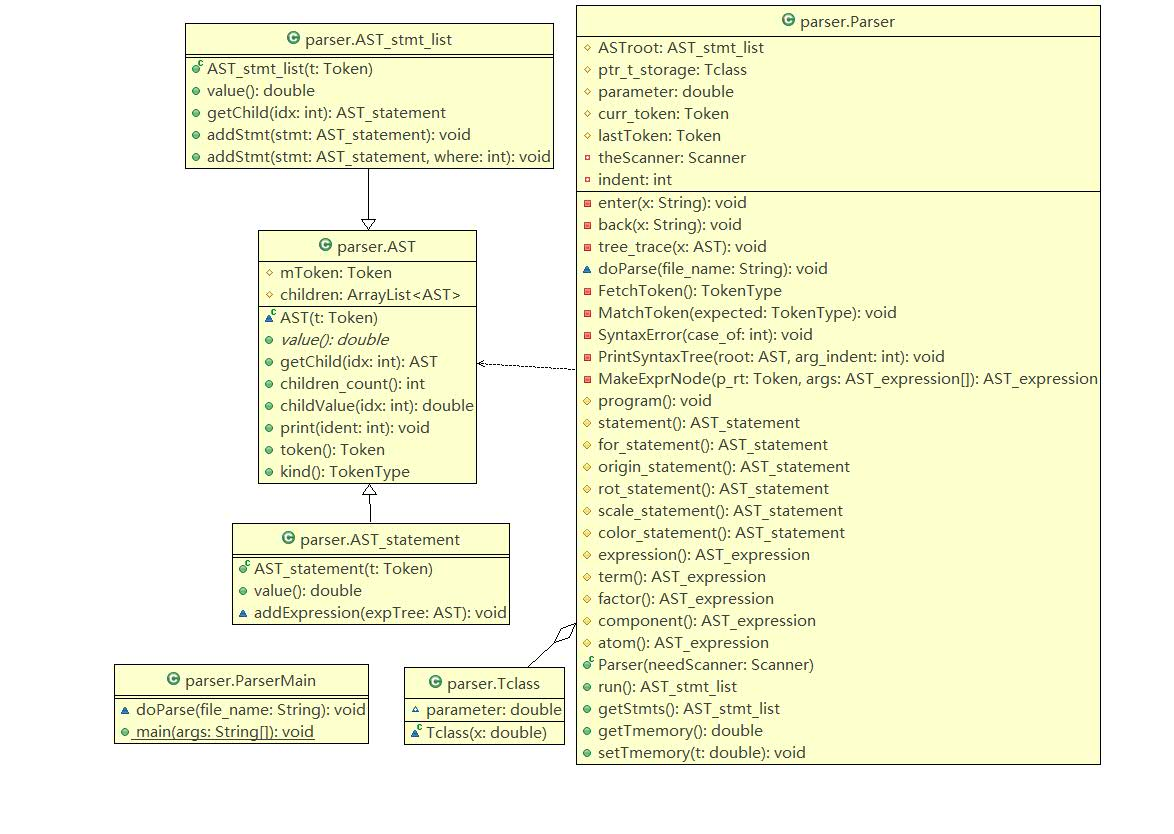 parser.AST_stmt_list
AST_stmt_list(t: Token)
value(): double
getChild(idx: int): AST_statement
addStmt(stmt: AST_statement): void
addStmt(stmt: AST_statement, where: int): void
parser.AST
mToken: Token
children: ArrayList<AST>
AST(t: Token)
value(): double
getChild(idx: int): AST
children_count(): int
childValue(idx: int): double
print(ident: int): void
token(): Token
kind(): TokenType
parser.AST_statement
AST_statement(t: Token)
value(): double
addExpression(expTree: AST): void
parser.ParserMain
doParse(file_name: String): void
main(args: String[]): void
parser.Tclass
parameter: double
Tclass(x: double)
parser.Parser
ASTroot: AST_stmt_list
ptr_t_storage: Tclass
parameter: double
curr_token: Token
lastToken: Token
theScanner: Scanner
indent: int
enter(x: String): void
back(x: String): void
tree_trace(x: AST): void
doParse(file_name: String): void
FetchToken(): TokenType
MatchToken(expected: TokenType): void
SyntaxError(case_of: int): void
PrintSyntaxTree(root: AST, arg_indent: int): void
MakeExprNode(p_rt: Token, args: AST_expression[]): AST_expression
program(): void
statement(): AST_statement
for_statement(): AST_statement
origin_statement(): AST_statement
rot_statement(): AST_statement
scale_statement(): AST_statement
color_statement(): AST_statement
expression(): AST_expression
term(): AST_expression
factor(): AST_expression
component(): AST_expression
atom(): AST_expression
Parser(needScanner: Scanner)
run(): AST_stmt_list
getStmts(): AST_stmt_list
getTmemory(): double
setTmemory(t: double): void